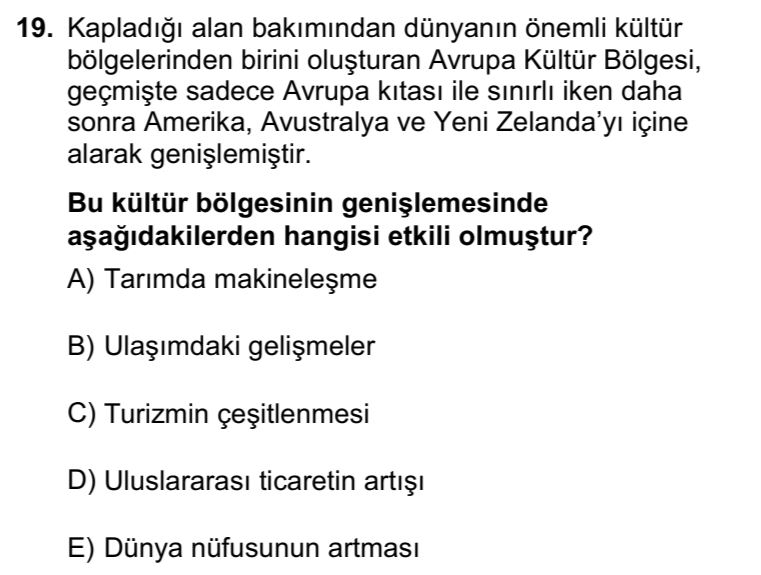 19. Kapladığı alan bakımından dünyanın önemli kültür
bölgelerinden birini oluşturan Avrupa Kültür Bölgesi,
geçmişte sadece Avrupa kıtası ile sınırlı iken daha
sonra Amerika, Avustralya ve Yeni Zelanda’yı içine
alarak genişlemiştir.
Bu kültür bölgesinin genişlemesinde
aşağıdakilerden hangisi etkili olmuştur?
A) Tarımda makineleşme
B) Ulaşımdaki gelişmeler
C) Turizmin çeşitlenmesi
D) Uluslararası ticaretin artışı
E) Dünya nüfusunun artması